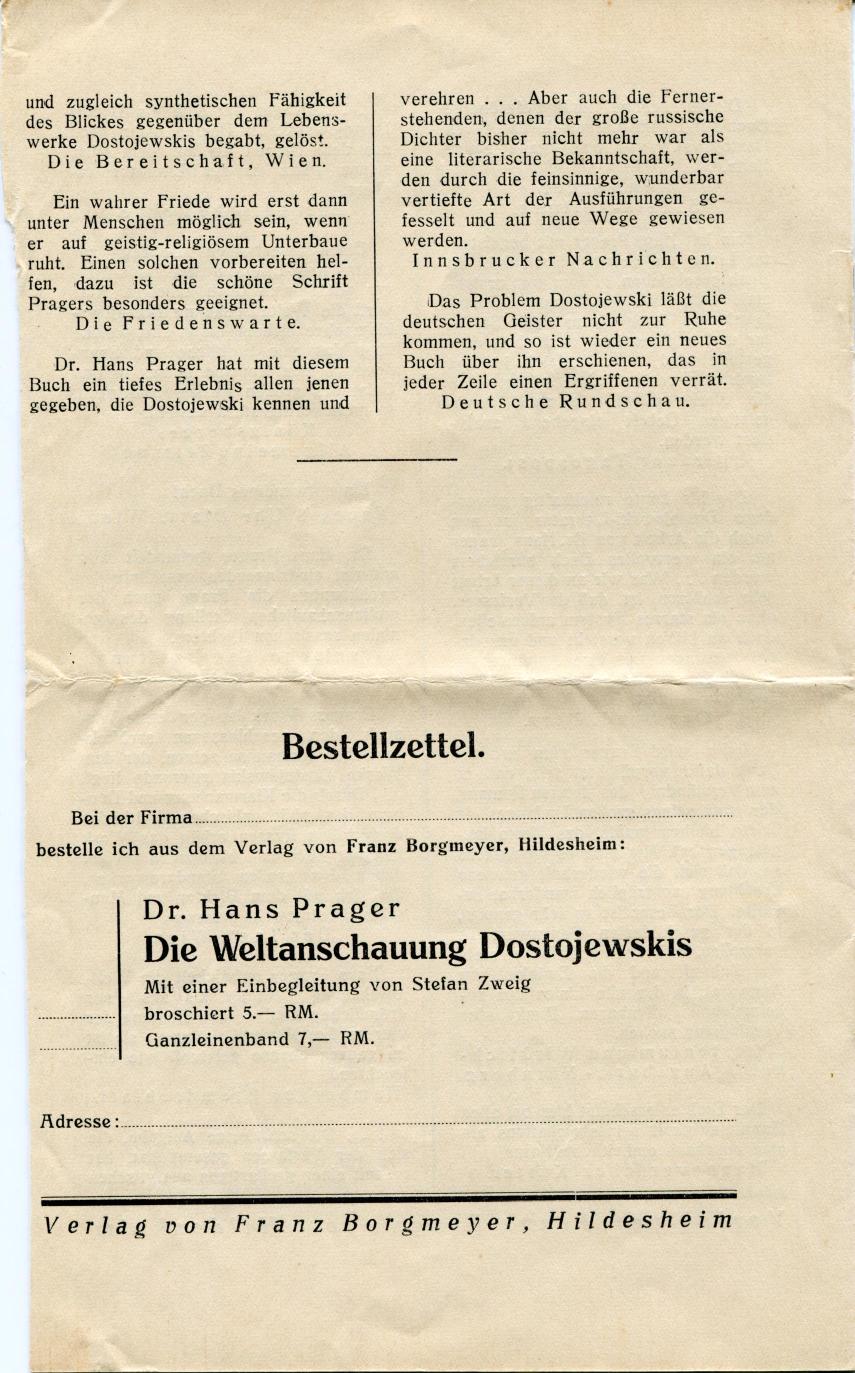 und zugleich synthetischen Fähigkeit
des Blickes gegenüber dem Lebens-
werke Dostojewskis begabt, gelöst.
Die Bereitschaft, Wien.
Ein wahrer Friede wird erst dann
unter Menschen möglich sein, wenn
er auf geistig-religiösem Unterbaue
ruht. Einen solchen vorbereiten hel-
fen, dazu ist die schöne Schrift
Pragers besonders geeignet.
Die Friedenswarte.
Dr. Hans Prager hat mit diesem
Buch ein tiefes Erlebnis allen jenen
gegeben, die Dostojewski kennen und
verehren . . . Aber auch die Ferner-
stehenden, denen der große russische
Dichter bisher nicht mehr war als
eine literarische Bekanntschaft, wer-
den durch die feinsinnige, wunderbar
vertiefte Art der Ausführungen ge-
fesselt und auf neue Wege gewiesen
werden.
Innsbrucker Nachrichten.
Das Problem Dostojewski läßt die
deutschen Geister nicht zur Ruhe
kommen, und so ist wieder ein neues
Buch über ihn erschienen, das in
jeder Zeile einen Ergriffenen verrät.
Deutsche Rundschau.
Bestellzettel.
Bei der Firma
bestelle ich aus dem Verlag von Franz Borgmeyer, Hildesheim:
Dr. Hans Prager
Die Weltanschauung Dostojewskis
Mit einer Einbegleitung von Stefan Zweig
broschiert 5.— RM.
Ganzleinenband 7,— RM.
Adresse:
Verlag von Franz Borgmeyer, Hildesheim